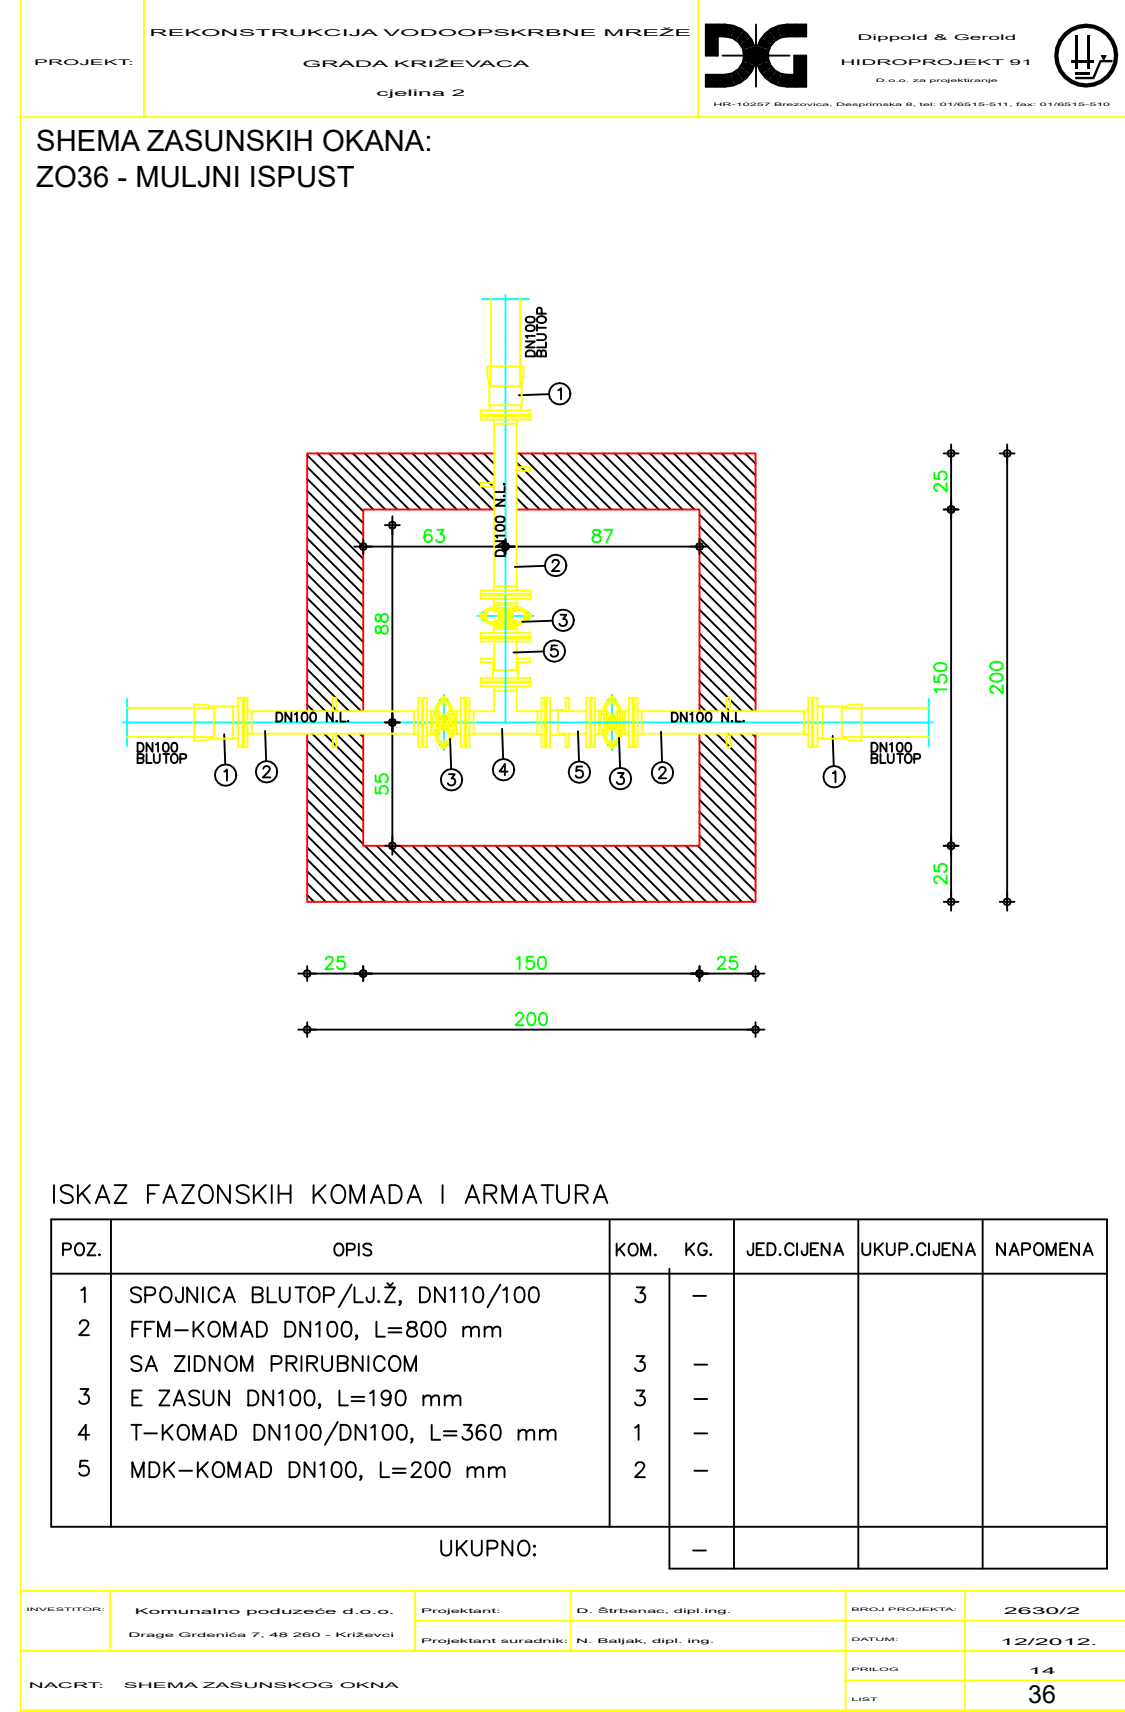 PROJEKT:
REKONSTRUKCIJA VODOOPSKRBNE MREŽE
GRADA KRIŽEVACA
cjelina 2
DG
Dippold & Gerold
HIDROPROJEKT 91
D.o.o. za projektiranje
HR-10257 Brezovica, Desprimska 8, tel: 01/6515-511, fax: 01/6515-510
SHEMA ZASUNSKIH OKANA:
ZO36 - MULJNI ISPUST
DN100
BLUTOP
1
25
DN100 N.L.
63
87
2
88
3
5
150
200
DN100 N.L.
DN100 N.L.
DN100
BLUTOP
DN100
BLUTOP
1
2
3
4
5
3
2
1
55
25
25
150
25
200
ISKAZ FAZONSKIH KOMADA I ARMATURA
POZ. OPIS KOM. KG. JED.CIJENA UKUP.CIJENA NAPOMENA
1 SPOJNICA BLUTOP/LJ.Ž, DN110/100 3 –
2 FFM–KOMAD DN100, L=800 mm
SA ZIDNOM PRIRUBNICOM 3 –
3 E ZASUN DN100, L=190 mm 3 –
4 T–KOMAD DN100/DN100, L=360 mm 1 –
5 MDK–KOMAD DN100, L=200 mm 2 –
UKUPNO: –
INVESTITOR: Komunalno poduzeće d.o.o. Projektant: D. Štrbenac, dipl.ing. BROJ PROJEKTA: 2630/2
Drage Grdenića 7, 48 260 - Križevci Projektant suradnik: N. Baljak, dipl. ing. DATUM: 12/2012.
NACRT: SHEMA ZASUNSKOG OKNA PRILOG 14
LIST 36